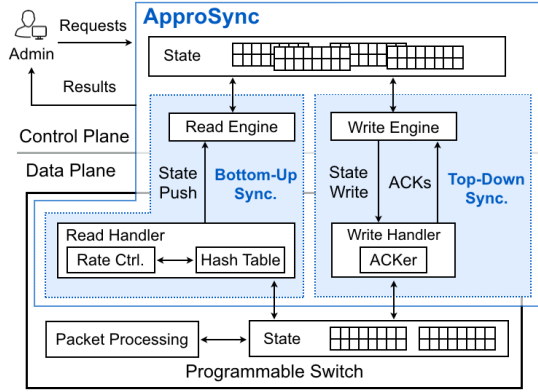 ApproSync
Requests
Admin
State
Results
Read Engine
Write Engine
Control Plane
Data Plane
State
Push
Bottom-Up
Sync.
State
Write
ACKs
Top-Down
Sync.
Read Handler
Rate Ctrl.
Hash Table
Write Handler
ACKer
Packet Processing
State
Programmable Switch